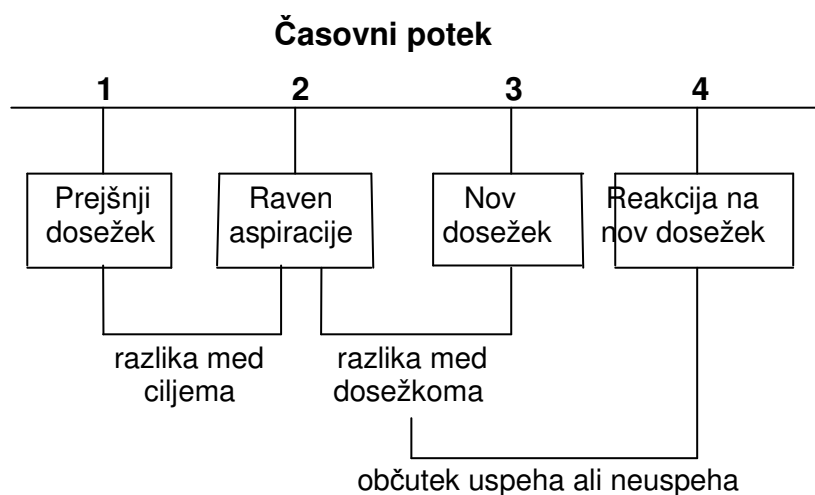 Časovni potek
1 2 3 4
Prejšnji
dosežek
Raven
aspiracije
Nov
dosežek
Reakcija na
nov dosežek
razlika med
ciljema
razlika med
dosežkoma
občutek uspeha ali neuspeha